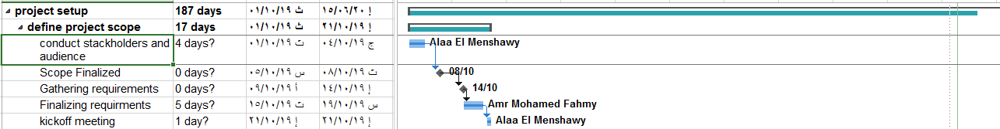 project setup 187 days ث ٠١/١٠/١٩ إ ١٥/٠٦/٢٠
define project scope 17 days ث ٠١/١٠/١٩ إ ٢١/١٠/١٩
conduct stackholders and audience 4 days? ث ٠١/١٠/١٩ ج ٠٤/١٠/١٩ Alaa El Menshawy
Scope Finalized 0 days? س ٠٥/١٠/١٩ ث ٠٨/١٠/١٩ 08/10
Gathering requirements 0 days? أ ٠٩/١٠/١٩ إ ١٤/١٠/١٩ 14/10
Finalizing requirments 5 days? ث ١٥/١٠/١٩ س ١٩/١٠/١٩ Amr Mohamed Fahmy
kickoff meeting 1 day? إ ٢١/١٠/١٩ إ ٢١/١٠/١٩ Alaa El Menshawy